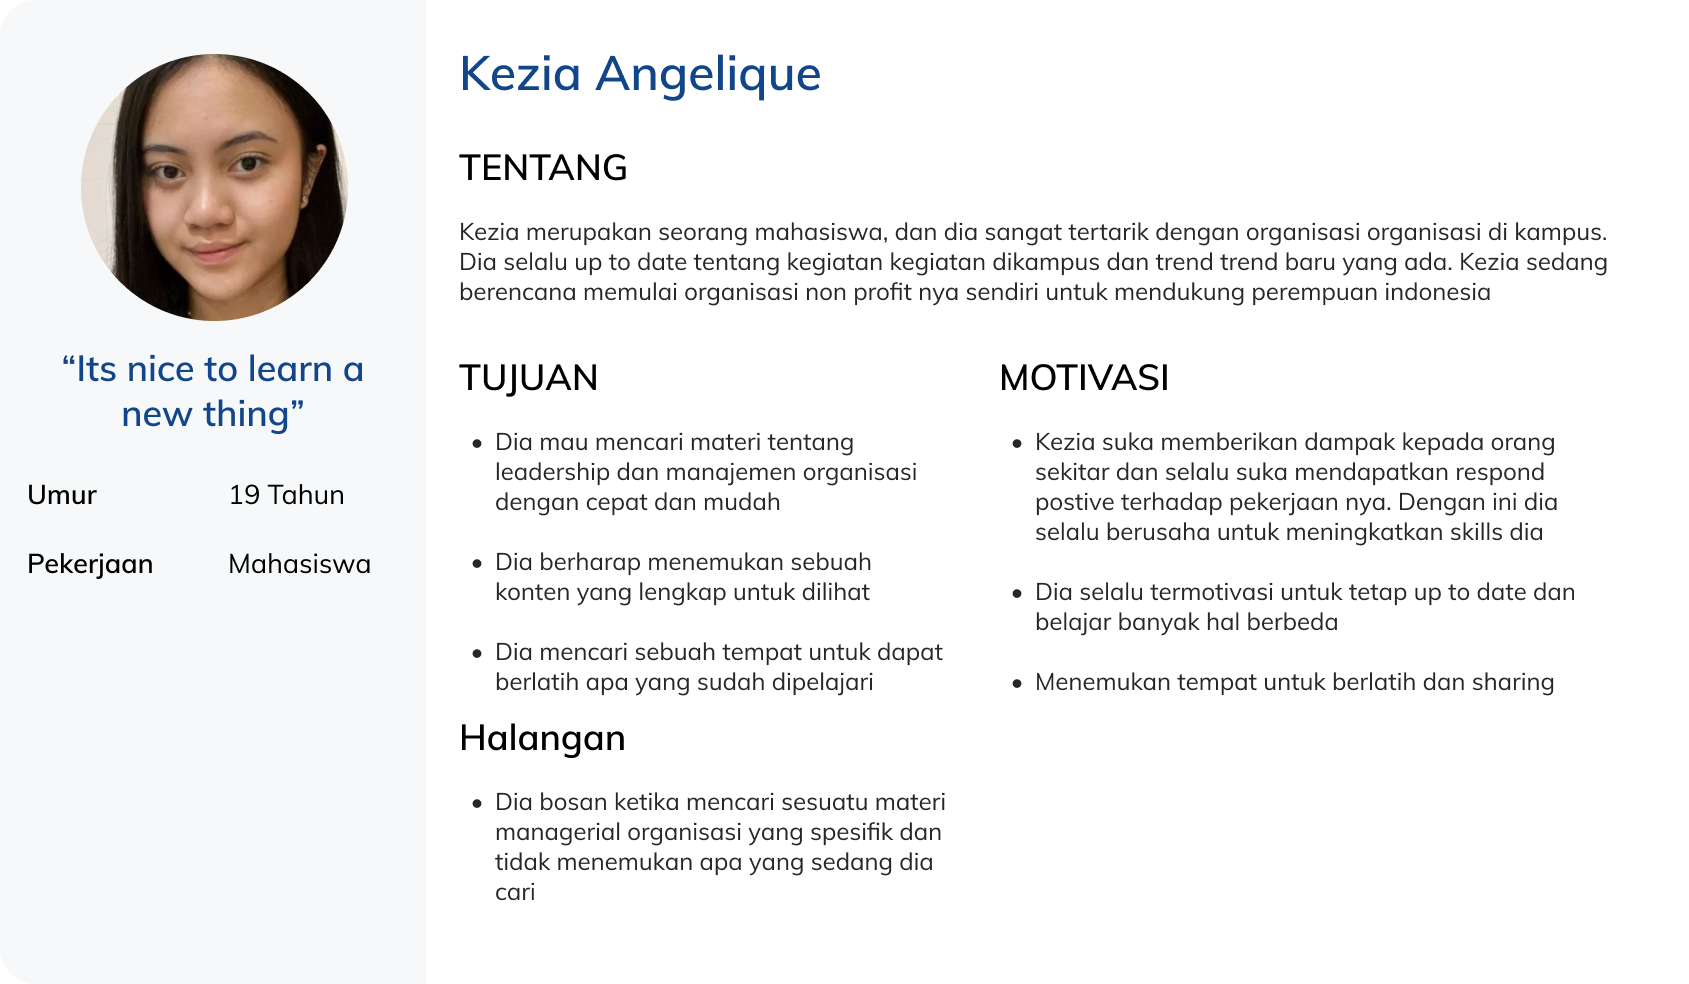 Kezia Angelique
“Its nice to learn a
new thing”
Umur 19 Tahun
Pekerjaan Mahasiswa
TENTANG
Kezia merupakan seorang mahasiswa, dan dia sangat tertarik dengan organisasi organisasi di kampus.
Dia selalu up to date tentang kegiatan kegiatan dikampus dan trend trend baru yang ada. Kezia sedang
berencana memulai organisasi non profit nya sendiri untuk mendukung perempuan indonesia
TUJUAN
• Dia mau mencari materi tentang
leadership dan manajemen organisasi
dengan cepat dan mudah
• Dia berharap menemukan sebuah
konten yang lengkap untuk dilihat
• Dia mencari sebuah tempat untuk dapat
berlatih apa yang sudah dipelajari
MOTIVASI
• Kezia suka memberikan dampak kepada orang
sekitar dan selalu suka mendapatkan respond
postive terhadap pekerjaan nya. Dengan ini dia
selalu berusaha untuk meningkatkan skills dia
• Dia selalu termotivasi untuk tetap up to date dan
belajar banyak hal berbeda
• Menemukan tempat untuk berlatih dan sharing
Halangan
• Dia bosan ketika mencari sesuatu materi
managerial organisasi yang spesifik dan
tidak menemukan apa yang sedang dia
cari